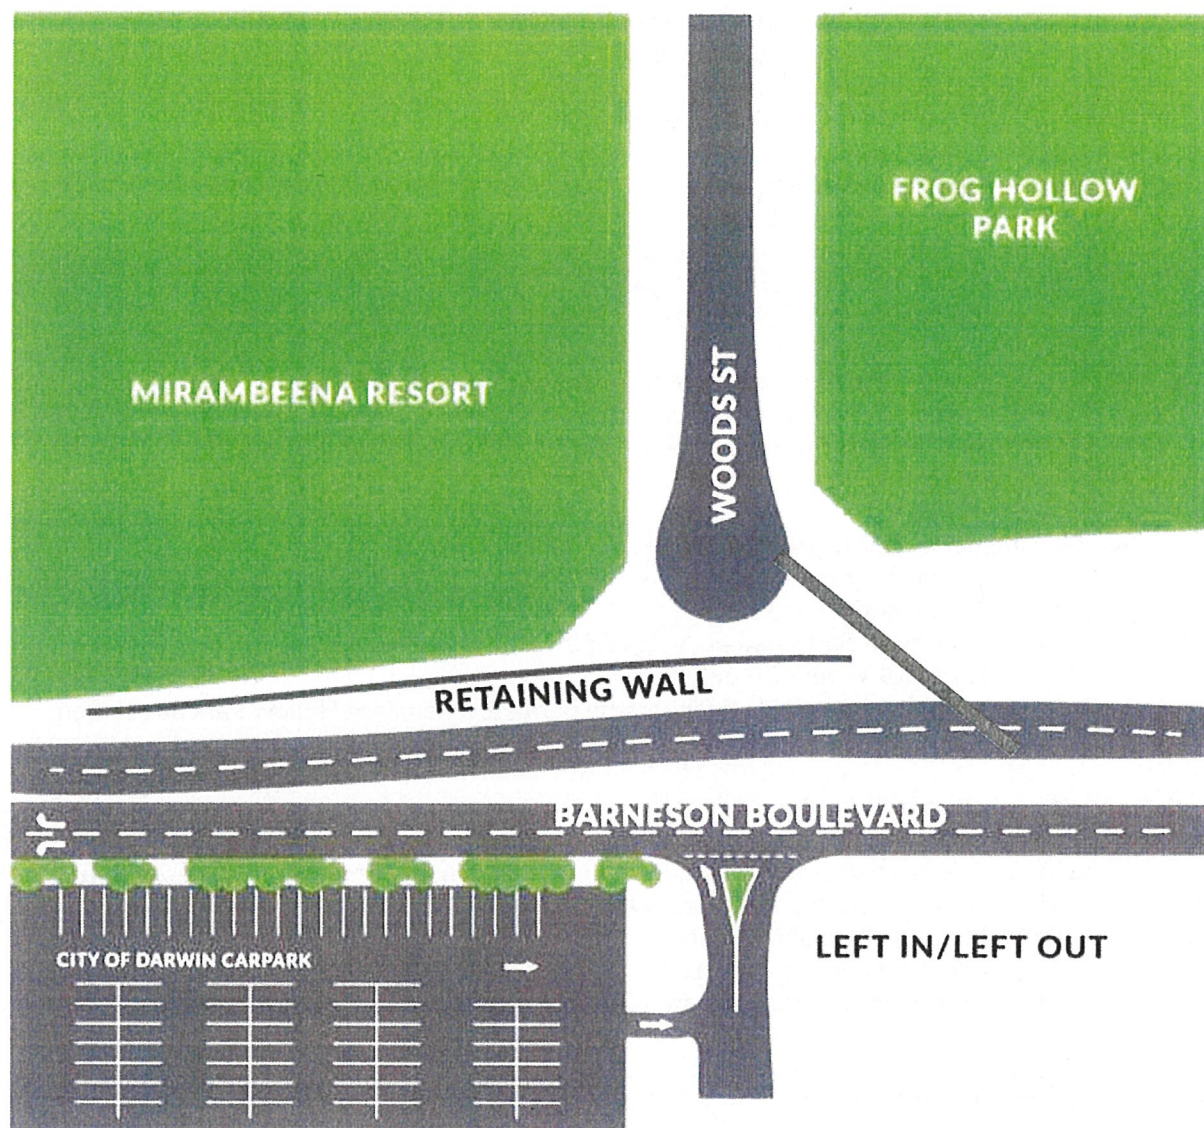 FROG HOLLOW
PARK
MIRAMBEENA RESORT
WOODS ST
RETAINING WALL
BARNESON BOULEVARD
LEFT IN/LEFT OUT
CITY OF DARWIN CARPARK